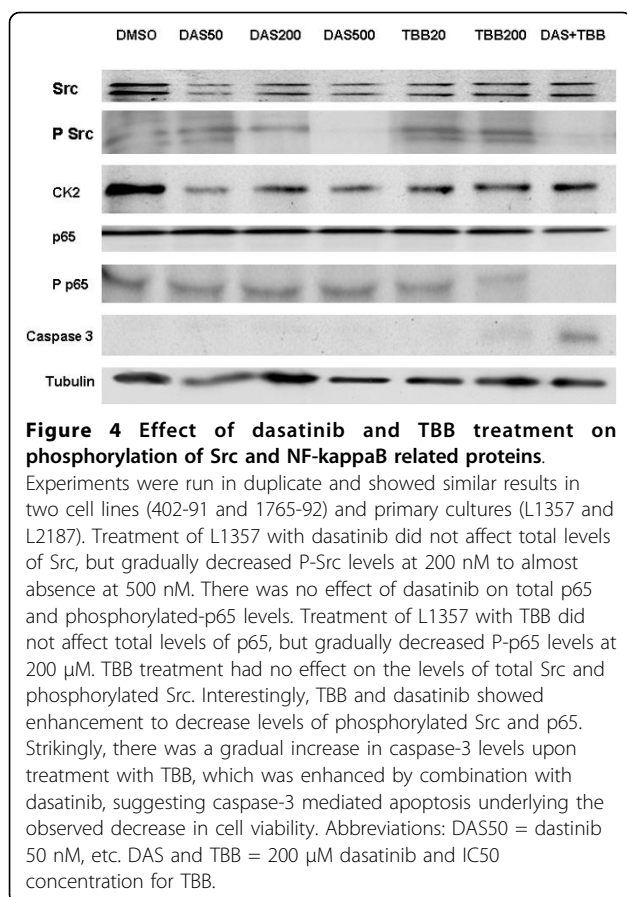 DMSO DAS50 DAS200 DAS500 TBB20 TBB200 DAS+TBB
Src
P Src
CK2
p65
P p65
Caspase 3
Tubulin
Figure 4 Effect of dasatinib and TBB treatment on
phosphorylation of Src and NF-kappaB related proteins.
Experiments were run in duplicate and showed similar results in
two cell lines (402-91 and 1765-92) and primary cultures (L1357 and
L2187). Treatment of L1357 with dasatinib did not affect total levels
of Src, but gradually decreased P-Src levels at 200 nM to almost
absence at 500 nM. There was no effect of dasatinib on total p65
and phosphorylated-p65 levels. Treatment of L1357 with TBB did
not affect total levels of p65, but gradually decreased P-p65 levels at
200 μM. TBB treatment had no effect on the levels of total Src and
phosphorylated Src. Interestingly, TBB and dasatinib showed
enhancement to decrease levels of phosphorylated Src and p65.
Strikingly, there was a gradual increase in caspase-3 levels upon
treatment with TBB, which was enhanced by combination with
dasatinib, suggesting caspase-3 mediated apoptosis underlying the
observed decrease in cell viability. Abbreviations: DAS50 = dastinib
50 nM, etc. DAS and TBB = 200 μM dasatinib and IC50
concentration for TBB.